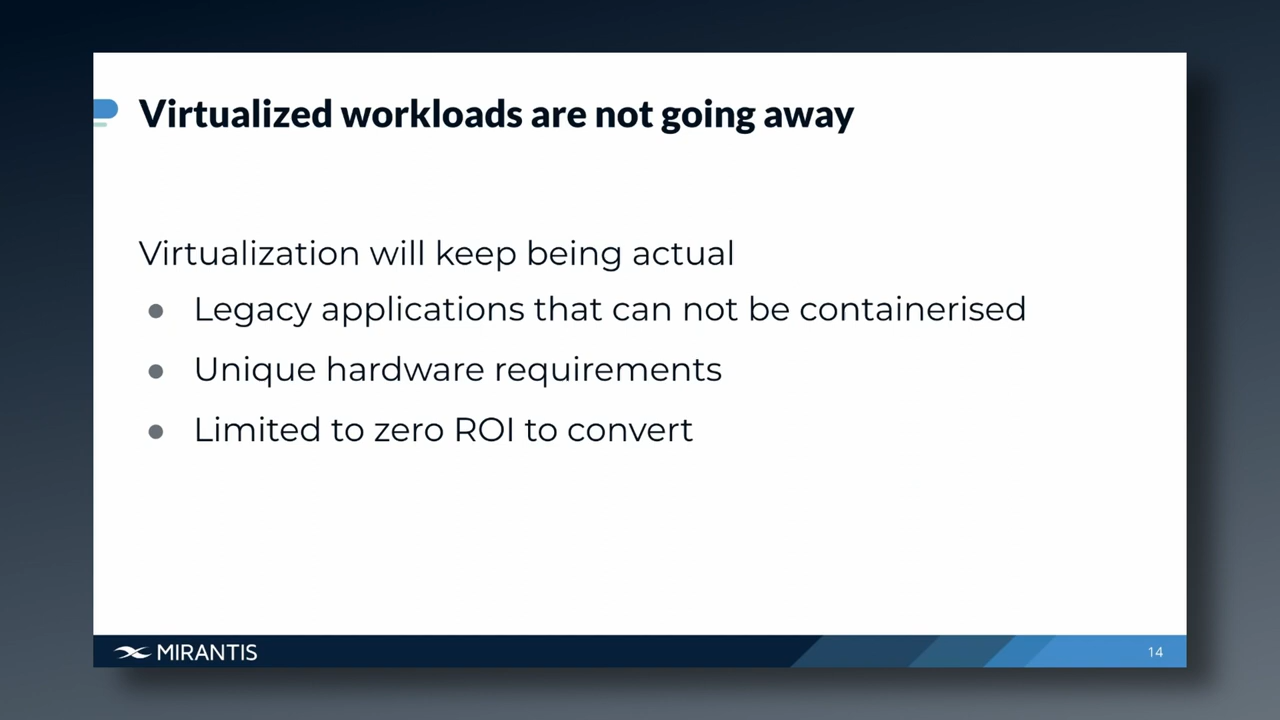 Virtualized workloads are not going away
Virtualization will keep being actual
● Legacy applications that can not be containerised
● Unique hardware requirements
● Limited to zero ROI to convert
MIRANTIS
14